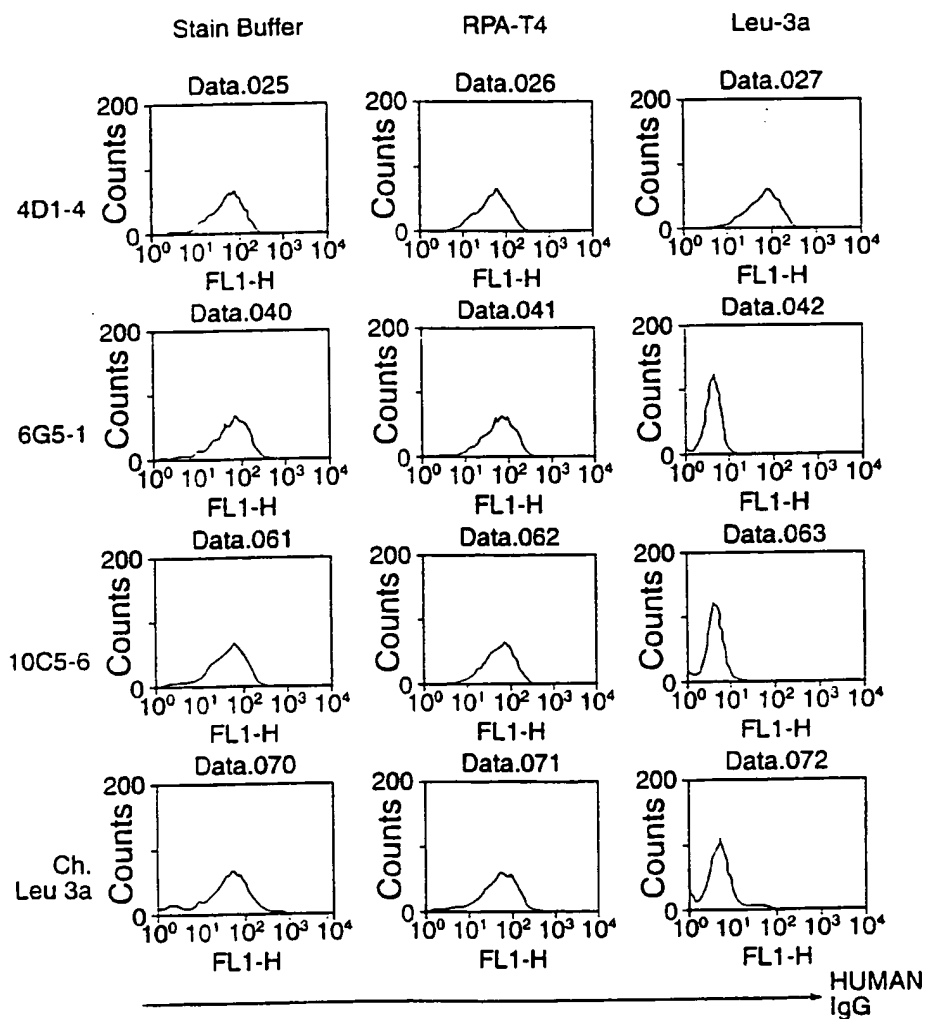 Stain Buffer RPA-T4 Leu-3a
Data.025 Data.026 Data.027
200 200 200
Counts Counts Counts
4D1-4
0 0 0
10⁰ 10¹ 10² 10³ 10⁴ 10⁰ 10¹ 10² 10³ 10⁴ 10⁰ 10¹ 10² 10³ 10⁴
FL1-H FL1-H FL1-H
Data.040 Data.041 Data.042
200 200 200
Counts Counts Counts
6G5-1
0 0 0
10⁰ 10¹ 10² 10³ 10⁴ 10⁰ 10¹ 10² 10³ 10⁴ 10⁰ 10¹ 10² 10³ 10⁴
FL1-H FL1-H FL1-H
Data.061 Data.062 Data.063
200 200 200
Counts Counts Counts
10C5-6
0 0 0
10⁰ 10¹ 10² 10³ 10⁴ 10⁰ 10¹ 10² 10³ 10⁴ 10⁰ 10¹ 10² 10³ 10⁴
FL1-H FL1-H FL1-H
Data.070 Data.071 Data.072
200 200 200
Counts Counts Counts
Ch.
Leu 3a
0 0 0
10⁰ 10¹ 10² 10³ 10⁴ 10⁰ 10¹ 10² 10³ 10⁴ 10⁰ 10¹ 10² 10³ 10⁴
FL1-H FL1-H FL1-H
HUMAN
IgG